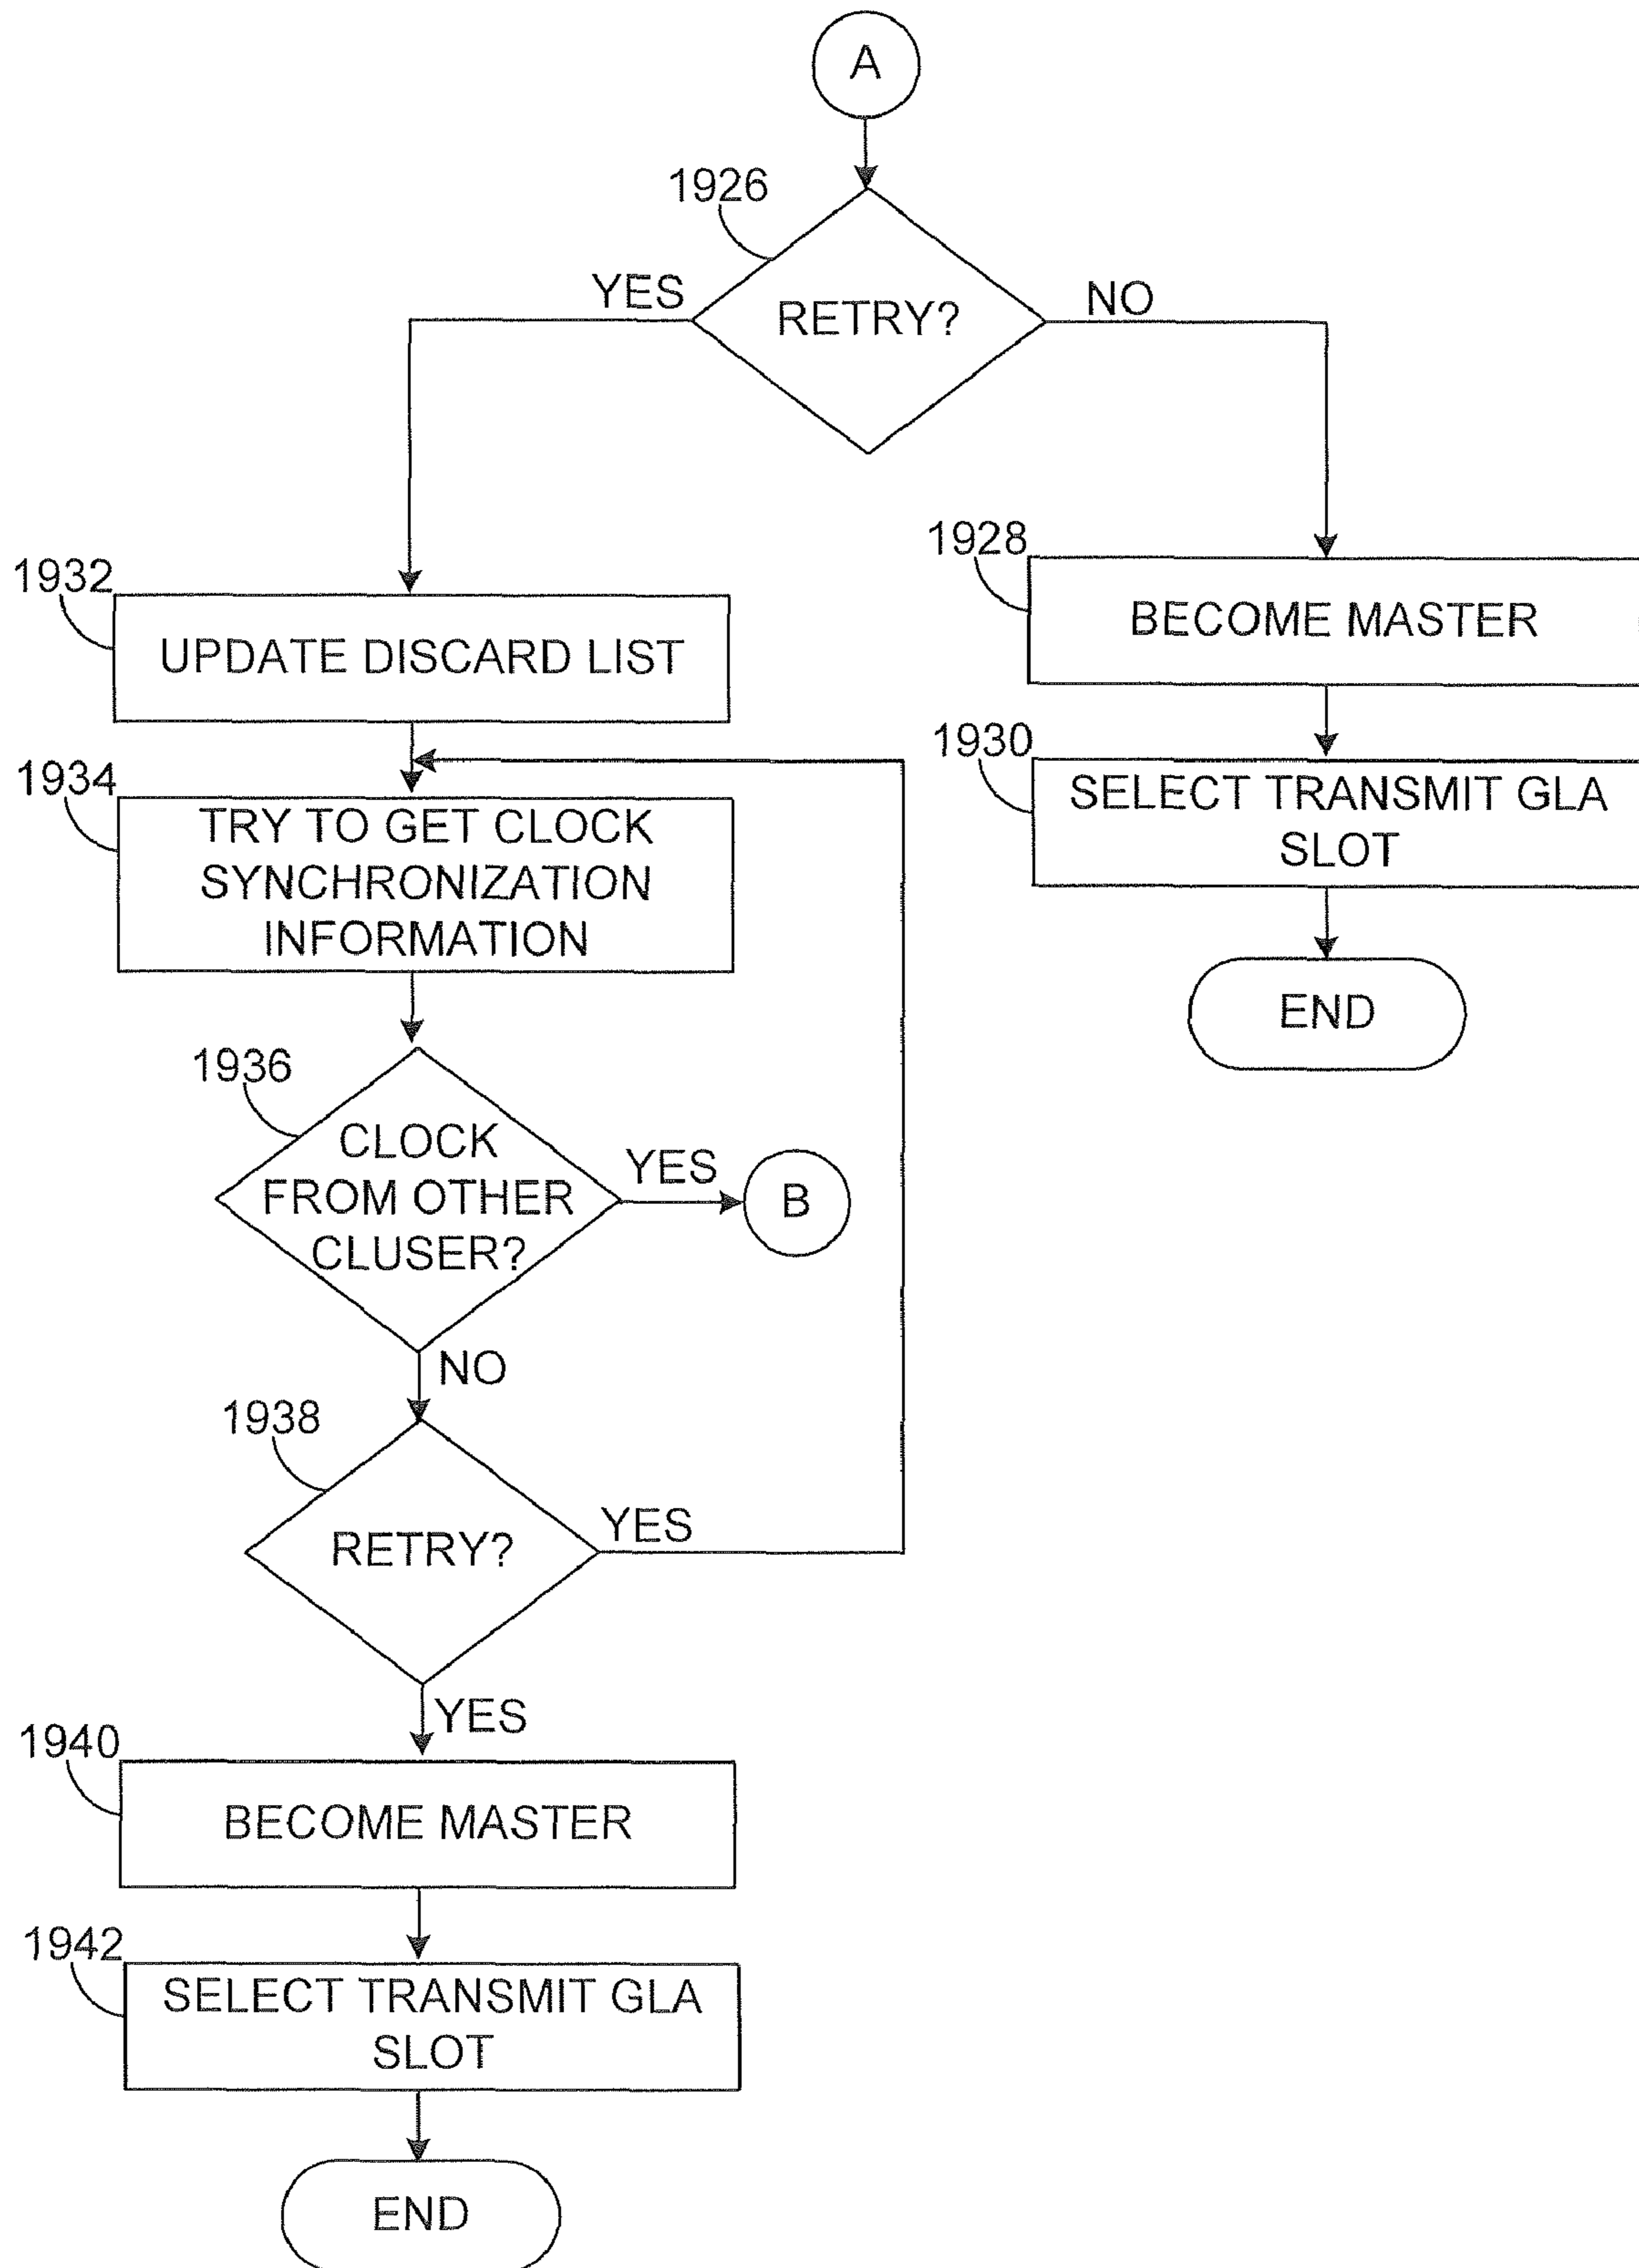 A
1926
YES
RETRY?
NO
1928
BECOME MASTER
1930
SELECT TRANSMIT GLA
SLOT
END
1932
UPDATE DISCARD LIST
1934
TRY TO GET CLOCK
SYNCHRONIZATION
INFORMATION
1936
CLOCK
FROM OTHER
CLUSER?
YES
B
NO
1938
RETRY?
YES
YES
1940
BECOME MASTER
1942
SELECT TRANSMIT GLA
SLOT
END